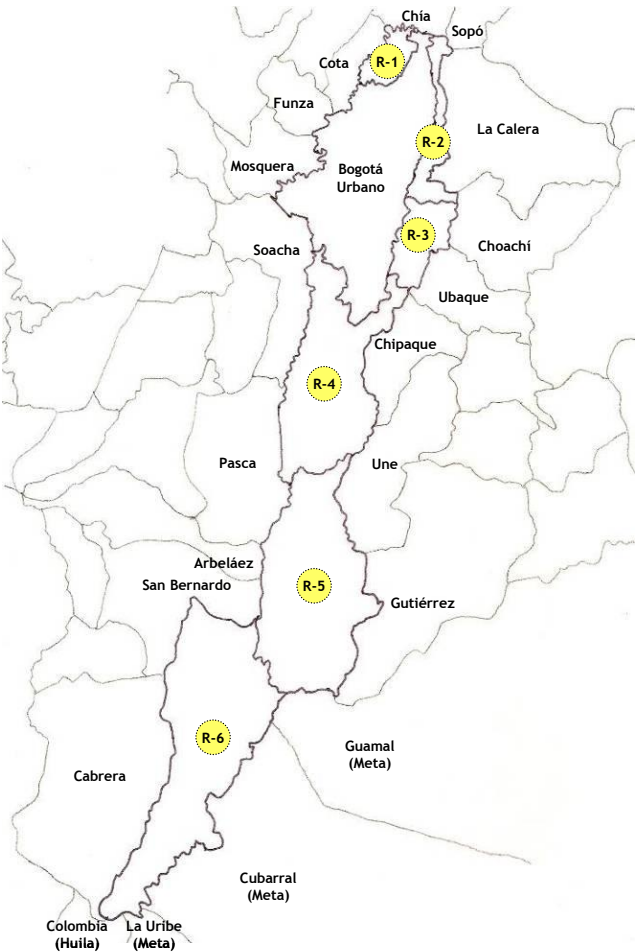 Chía
Sopó
Cota
R-1
Funza
La Calera
R-2
Mosquera
Bogotá
Urbano
R-3
Soacha
Choachí
Ubaque
Chipaque
R-4
Pasca
Une
Arbeláez
San Bernardo
R-5
Gutiérrez
R-6
Guamal
(Meta)
Cabrera
Cubarral
(Meta)
Colombia
(Huila)
La Uribe
(Meta)